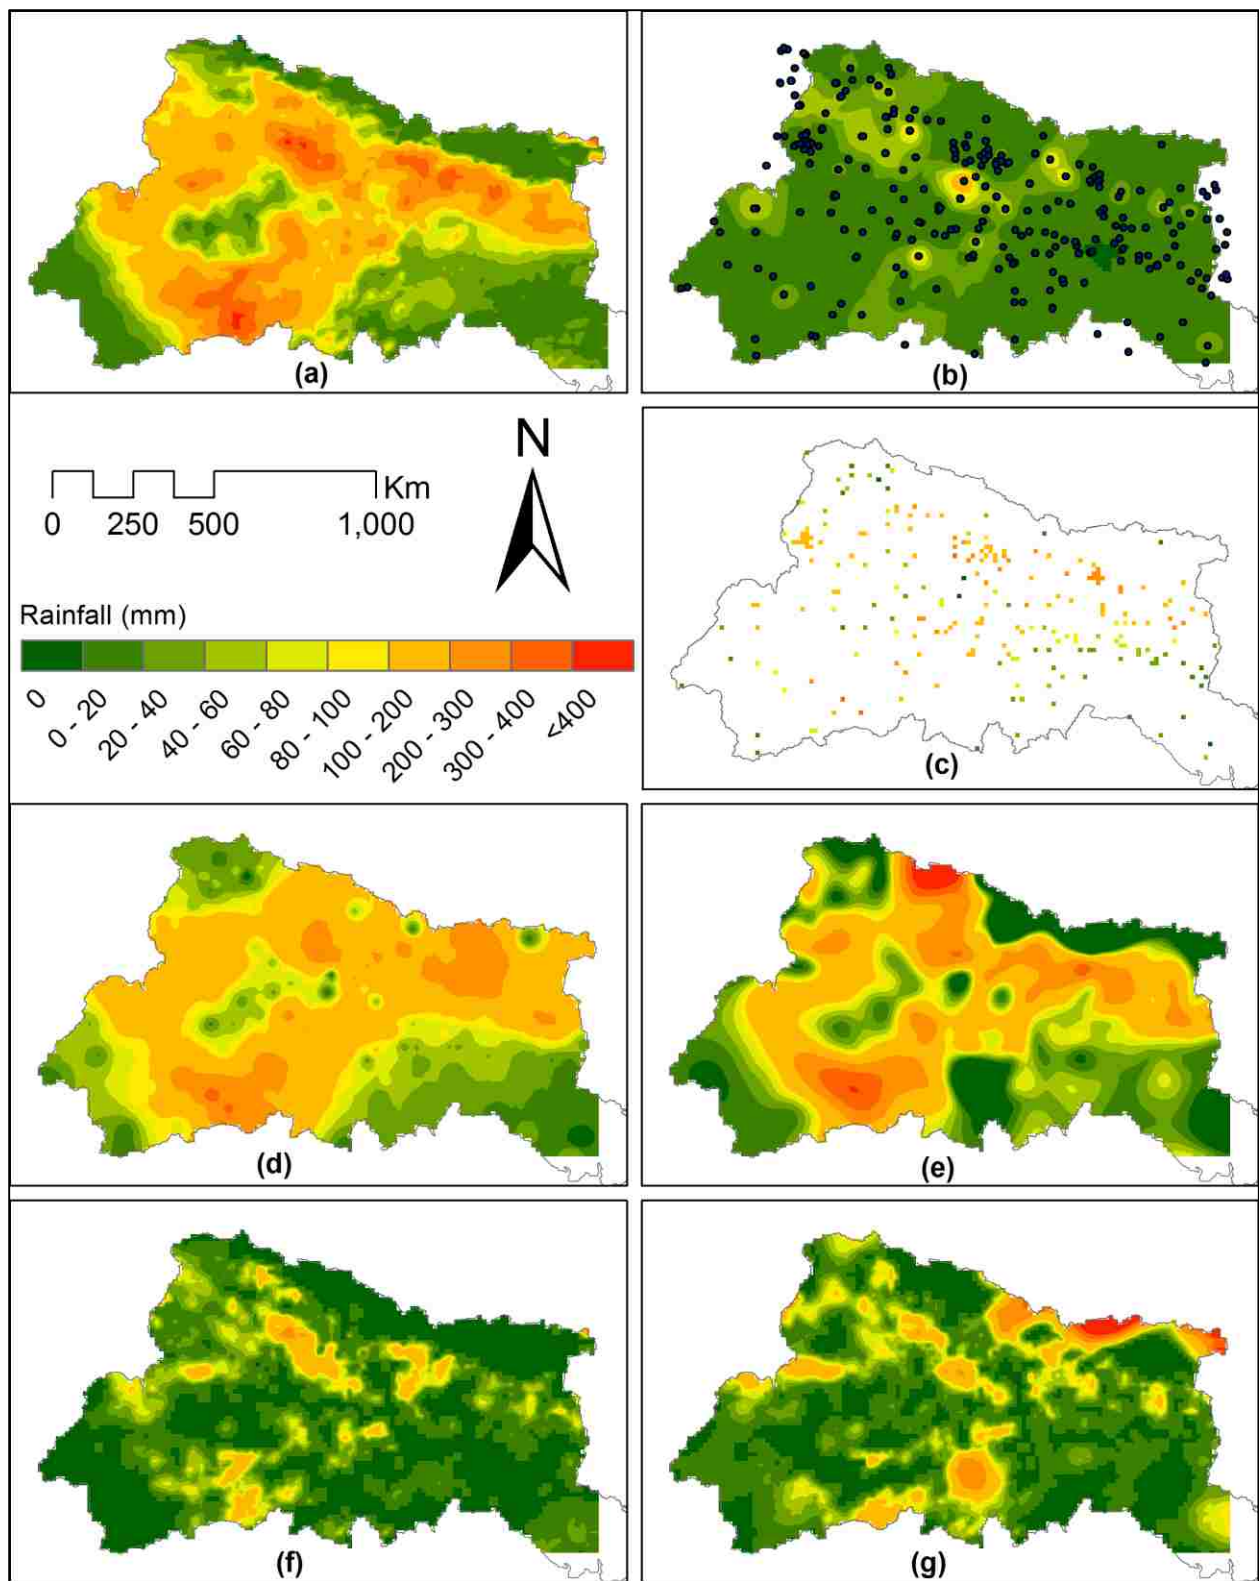 (a)
(b)
N
Km
0 250 500 1,000
Rainfall (mm)
0
0 - 20
20 - 40
40 - 60
60 - 80
80 - 100
100 - 200
200 - 300
300 - 400
<400
(c)
(d)
(e)
(f)
(g)